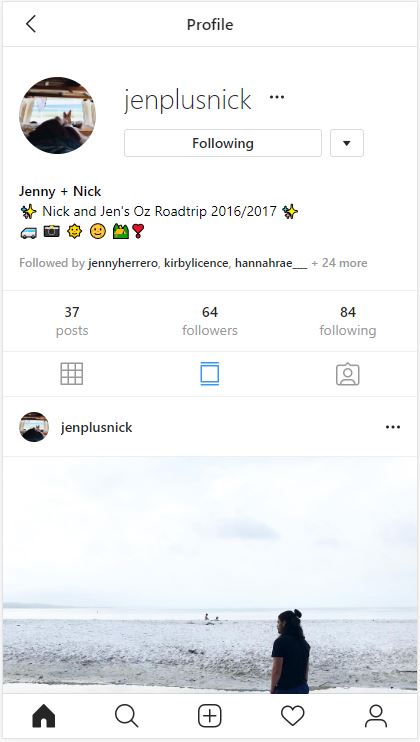 Profile
jenplusnick
Following
Jenny + Nick
✨ Nick and Jen's Oz Roadtrip 2016/2017 ✨
Followed by jennyherrero, kirbylicence, hannahrae___ + 24 more
37 64 84
posts followers following
jenplusnick